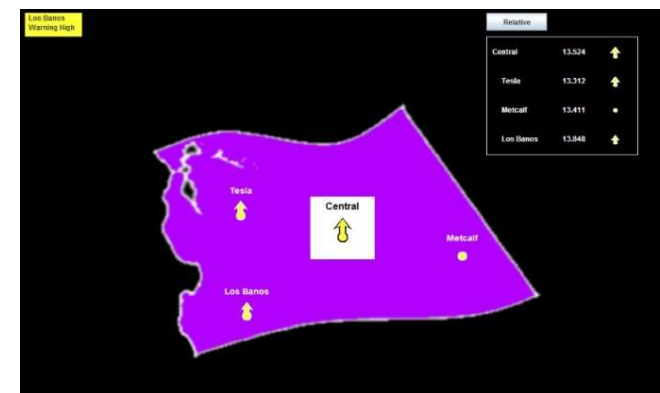 Los Banos
Warning High
Relative
Central 13.524
Tesla 13.312
Metcalf 13.411
Los Banos 13.848
Tesla
Central
Metcalf
Los Banos